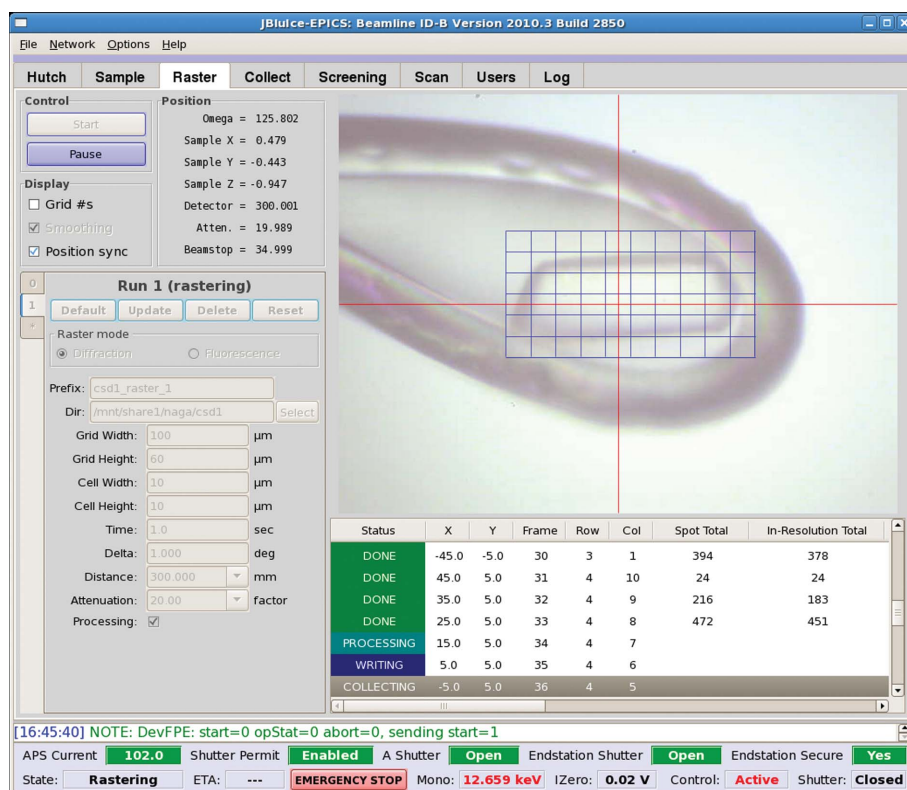 JBluIce-EPICS: Beamline ID-B Version 2010.3 Build 2850
File Network Options Help
Hutch Sample Raster Collect Screening Scan Users Log
Control
Start
Pause
Display
Grid #s
Smoothing
Position sync
Position
Omega = 125.802
Sample X = 0.479
Sample Y = -0.443
Sample Z = -0.947
Detector = 300.001
Atten. = 19.989
Beamstop = 34.999
0
1
*
Run 1 (rastering)
Default Update Delete Reset
Raster mode
Diffraction Fluorescence
Prefix: csd1_raster_1
Dir: /mnt/share1/naga/csd1 Select
Grid Width: 100 μm
Grid Height: 60 μm
Cell Width: 10 μm
Cell Height: 10 μm
Time: 1.0 sec
Delta: 1.000 deg
Distance: 300.000 mm
Attenuation: 20.00 factor
Processing:
Status X Y Frame Row Col Spot Total In-Resolution Total
DONE -45.0 -5.0 30 3 1 394 378
DONE 45.0 5.0 31 4 10 24 24
DONE 35.0 5.0 32 4 9 216 183
DONE 25.0 5.0 33 4 8 472 451
PROCESSING 15.0 5.0 34 4 7
WRITING 5.0 5.0 35 4 6
COLLECTING -5.0 5.0 36 4 5
[16:45:40] NOTE: DevFPE: start=0 opStat=0 abort=0, sending start=1
APS Current 102.0 Shutter Permit Enabled A Shutter Open Endstation Shutter Open Endstation Secure Yes
State: Rastering ETA: --- EMERGENCY STOP Mono: 12.659 keV IZero: 0.02 V Control: Active Shutter: Closed